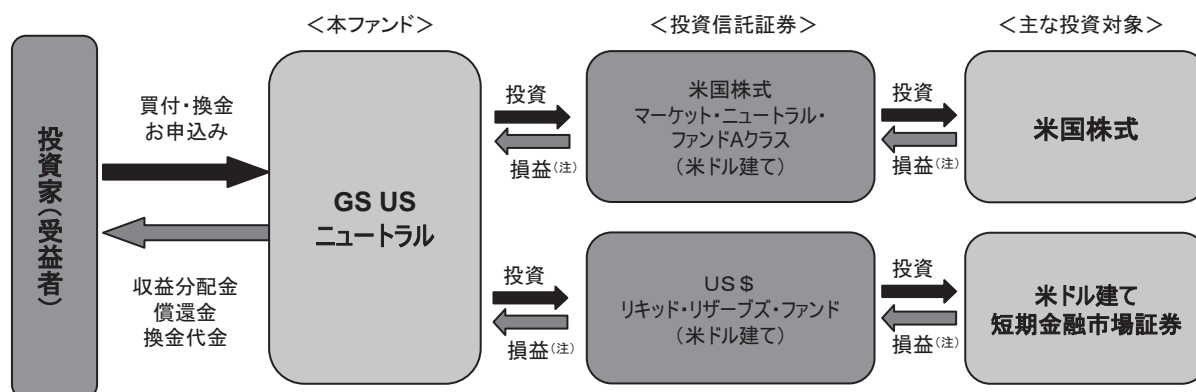 <本ファンド>
<投資信託証券>
<主な投資対象>
投資家(受益者)
買付・換金
お申込み
収益分配金
償還金
換金代金
GS US
ニュートラル
投資
損益(注)
米国株式
マーケット・ニュートラル・
ファンドAクラス
(米ドル建て)
投資
損益(注)
米国株式
投資
損益(注)
US$
リキッド・リザーブズ・ファンド
(米ドル建て)
投資
損益(注)
米ドル建て
短期金融市場証券